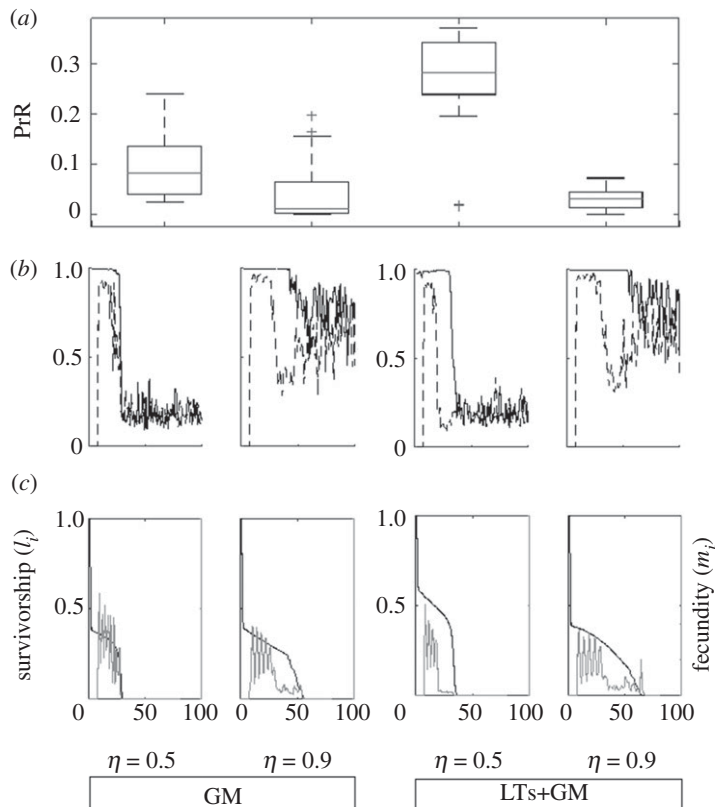 (a)
PrR
0.3
0.2
0.1
0
(b)
1.0
0.5
0
1.0
0.5
0
(c)
survivorship (lᵢ)
1.0
0.5
1.0
0.5
fecundity (mᵢ)
0 50 100 0 50 100 0 50 100 0 50 100
η = 0.5 η = 0.9 η = 0.5 η = 0.9
GM LTs+GM